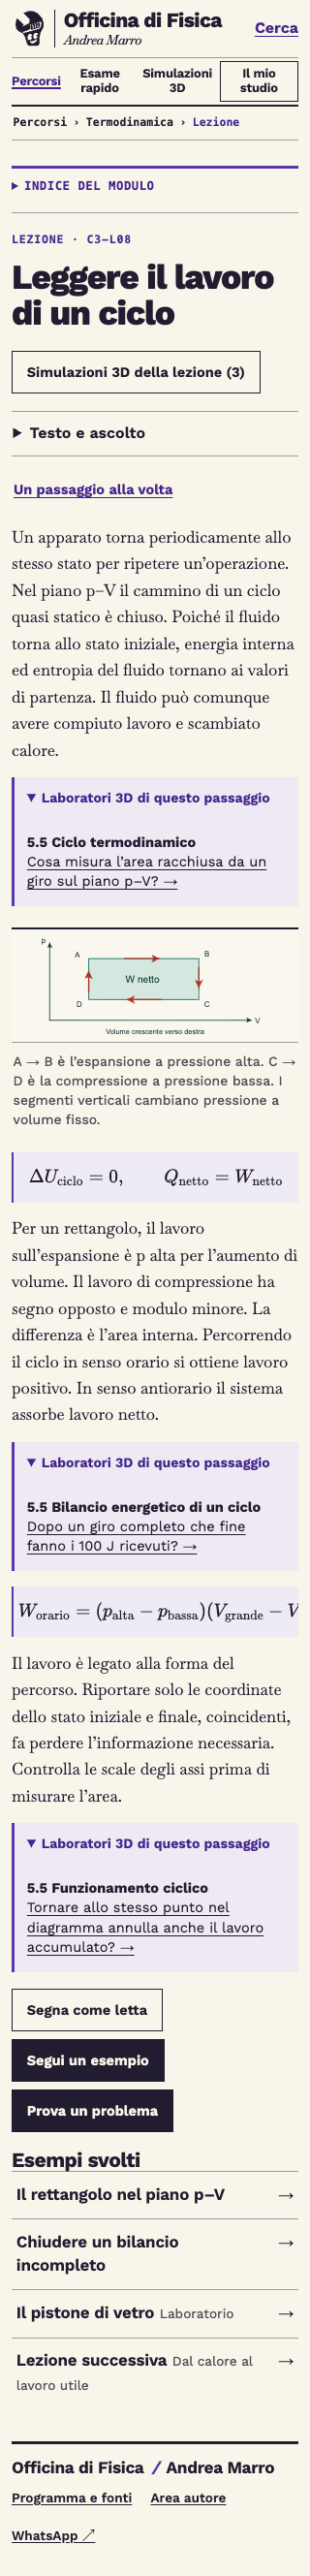 Officina di Fisica
Andrea Marro
Cerca
Percorsi
Esame
rapido
Simulazioni
3D
Il mio
studio
Percorsi › Termodinamica › Lezione
▶ INDICE DEL MODULO
LEZIONE · C3–L08
Leggere il lavoro
di un ciclo
Simulazioni 3D della lezione (3)
▶ Testo e ascolto
Un passaggio alla volta
Un apparato torna periodicamente allo
stesso stato per ripetere un’operazione.
Nel piano p–V il cammino di un ciclo
quasi statico è chiuso. Poiché il fluido
torna allo stato iniziale, energia interna
ed entropia del fluido tornano ai valori
di partenza. Il fluido può comunque
avere compiuto lavoro e scambiato
calore.
▼ Laboratori 3D di questo passaggio
5.5 Ciclo termodinamico
Cosa misura l’area racchiusa da un
giro sul piano p–V? →
P
A
B
W netto
D
C
V
Volume crescente verso destra
A → B è l’espansione a pressione alta. C →
D è la compressione a pressione bassa. I
segmenti verticali cambiano pressione a
volume fisso.
ΔU_ciclo = 0, Q_netto = W_netto
Per un rettangolo, il lavoro
sull’espansione è p alta per l’aumento di
volume. Il lavoro di compressione ha
segno opposto e modulo minore. La
differenza è l’area interna. Percorrendo
il ciclo in senso orario si ottiene lavoro
positivo. In senso antiorario il sistema
assorbe lavoro netto.
▼ Laboratori 3D di questo passaggio
5.5 Bilancio energetico di un ciclo
Dopo un giro completo che fine
fanno i 100 J ricevuti? →
W_orario = (p_alta − p_bassa)(V_grande − V
Il lavoro è legato alla forma del
percorso. Riportare solo le coordinate
dello stato iniziale e finale, coincidenti,
fa perdere l’informazione necessaria.
Controlla le scale degli assi prima di
misurare l’area.
▼ Laboratori 3D di questo passaggio
5.5 Funzionamento ciclico
Tornare allo stesso punto nel
diagramma annulla anche il lavoro
accumulato? →
Segna come letta
Segui un esempio
Prova un problema
Esempi svolti
Il rettangolo nel piano p–V →
Chiudere un bilancio
incompleto →
Il pistone di vetro Laboratorio →
Lezione successiva Dal calore al
lavoro utile →
Officina di Fisica / Andrea Marro
Programma e fonti
Area autore
WhatsApp ↗